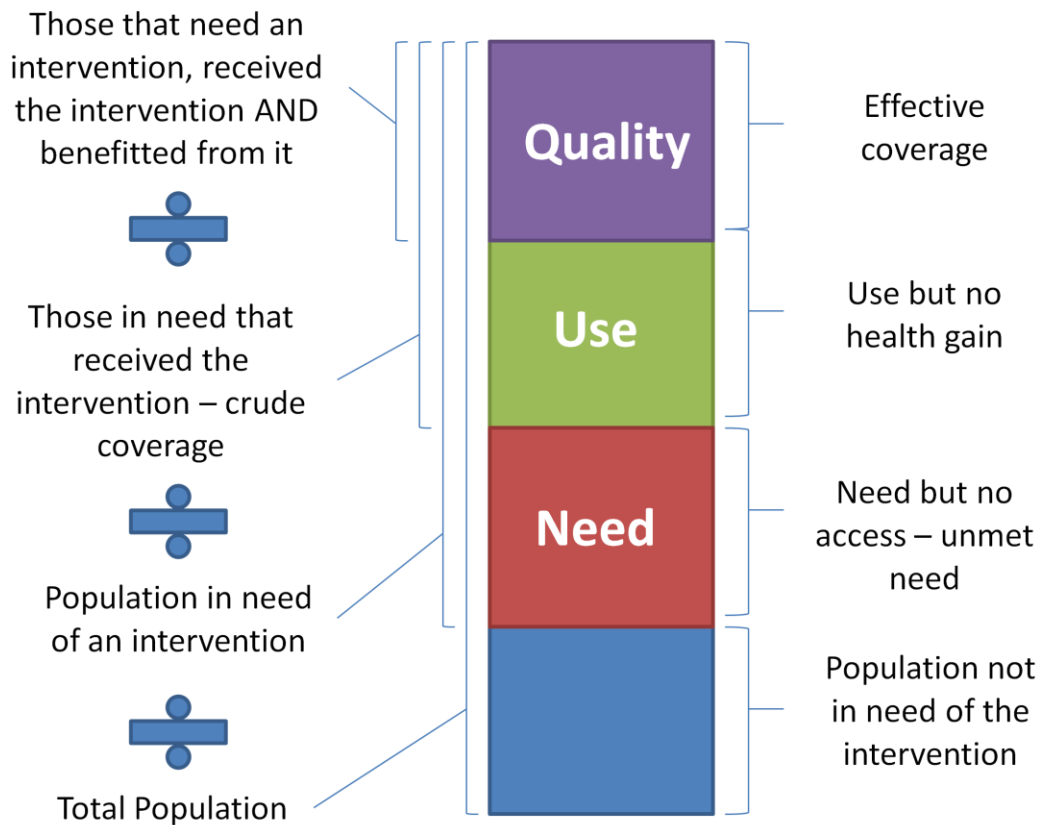 Those that need an
intervention, received
the intervention AND
benefitted from it
Those in need that
received the
intervention – crude
coverage
Population in need
of an intervention
Total Population
Quality
Use
Need
Effective
coverage
Use but no
health gain
Need but no
access – unmet
need
Population not
in need of the
intervention